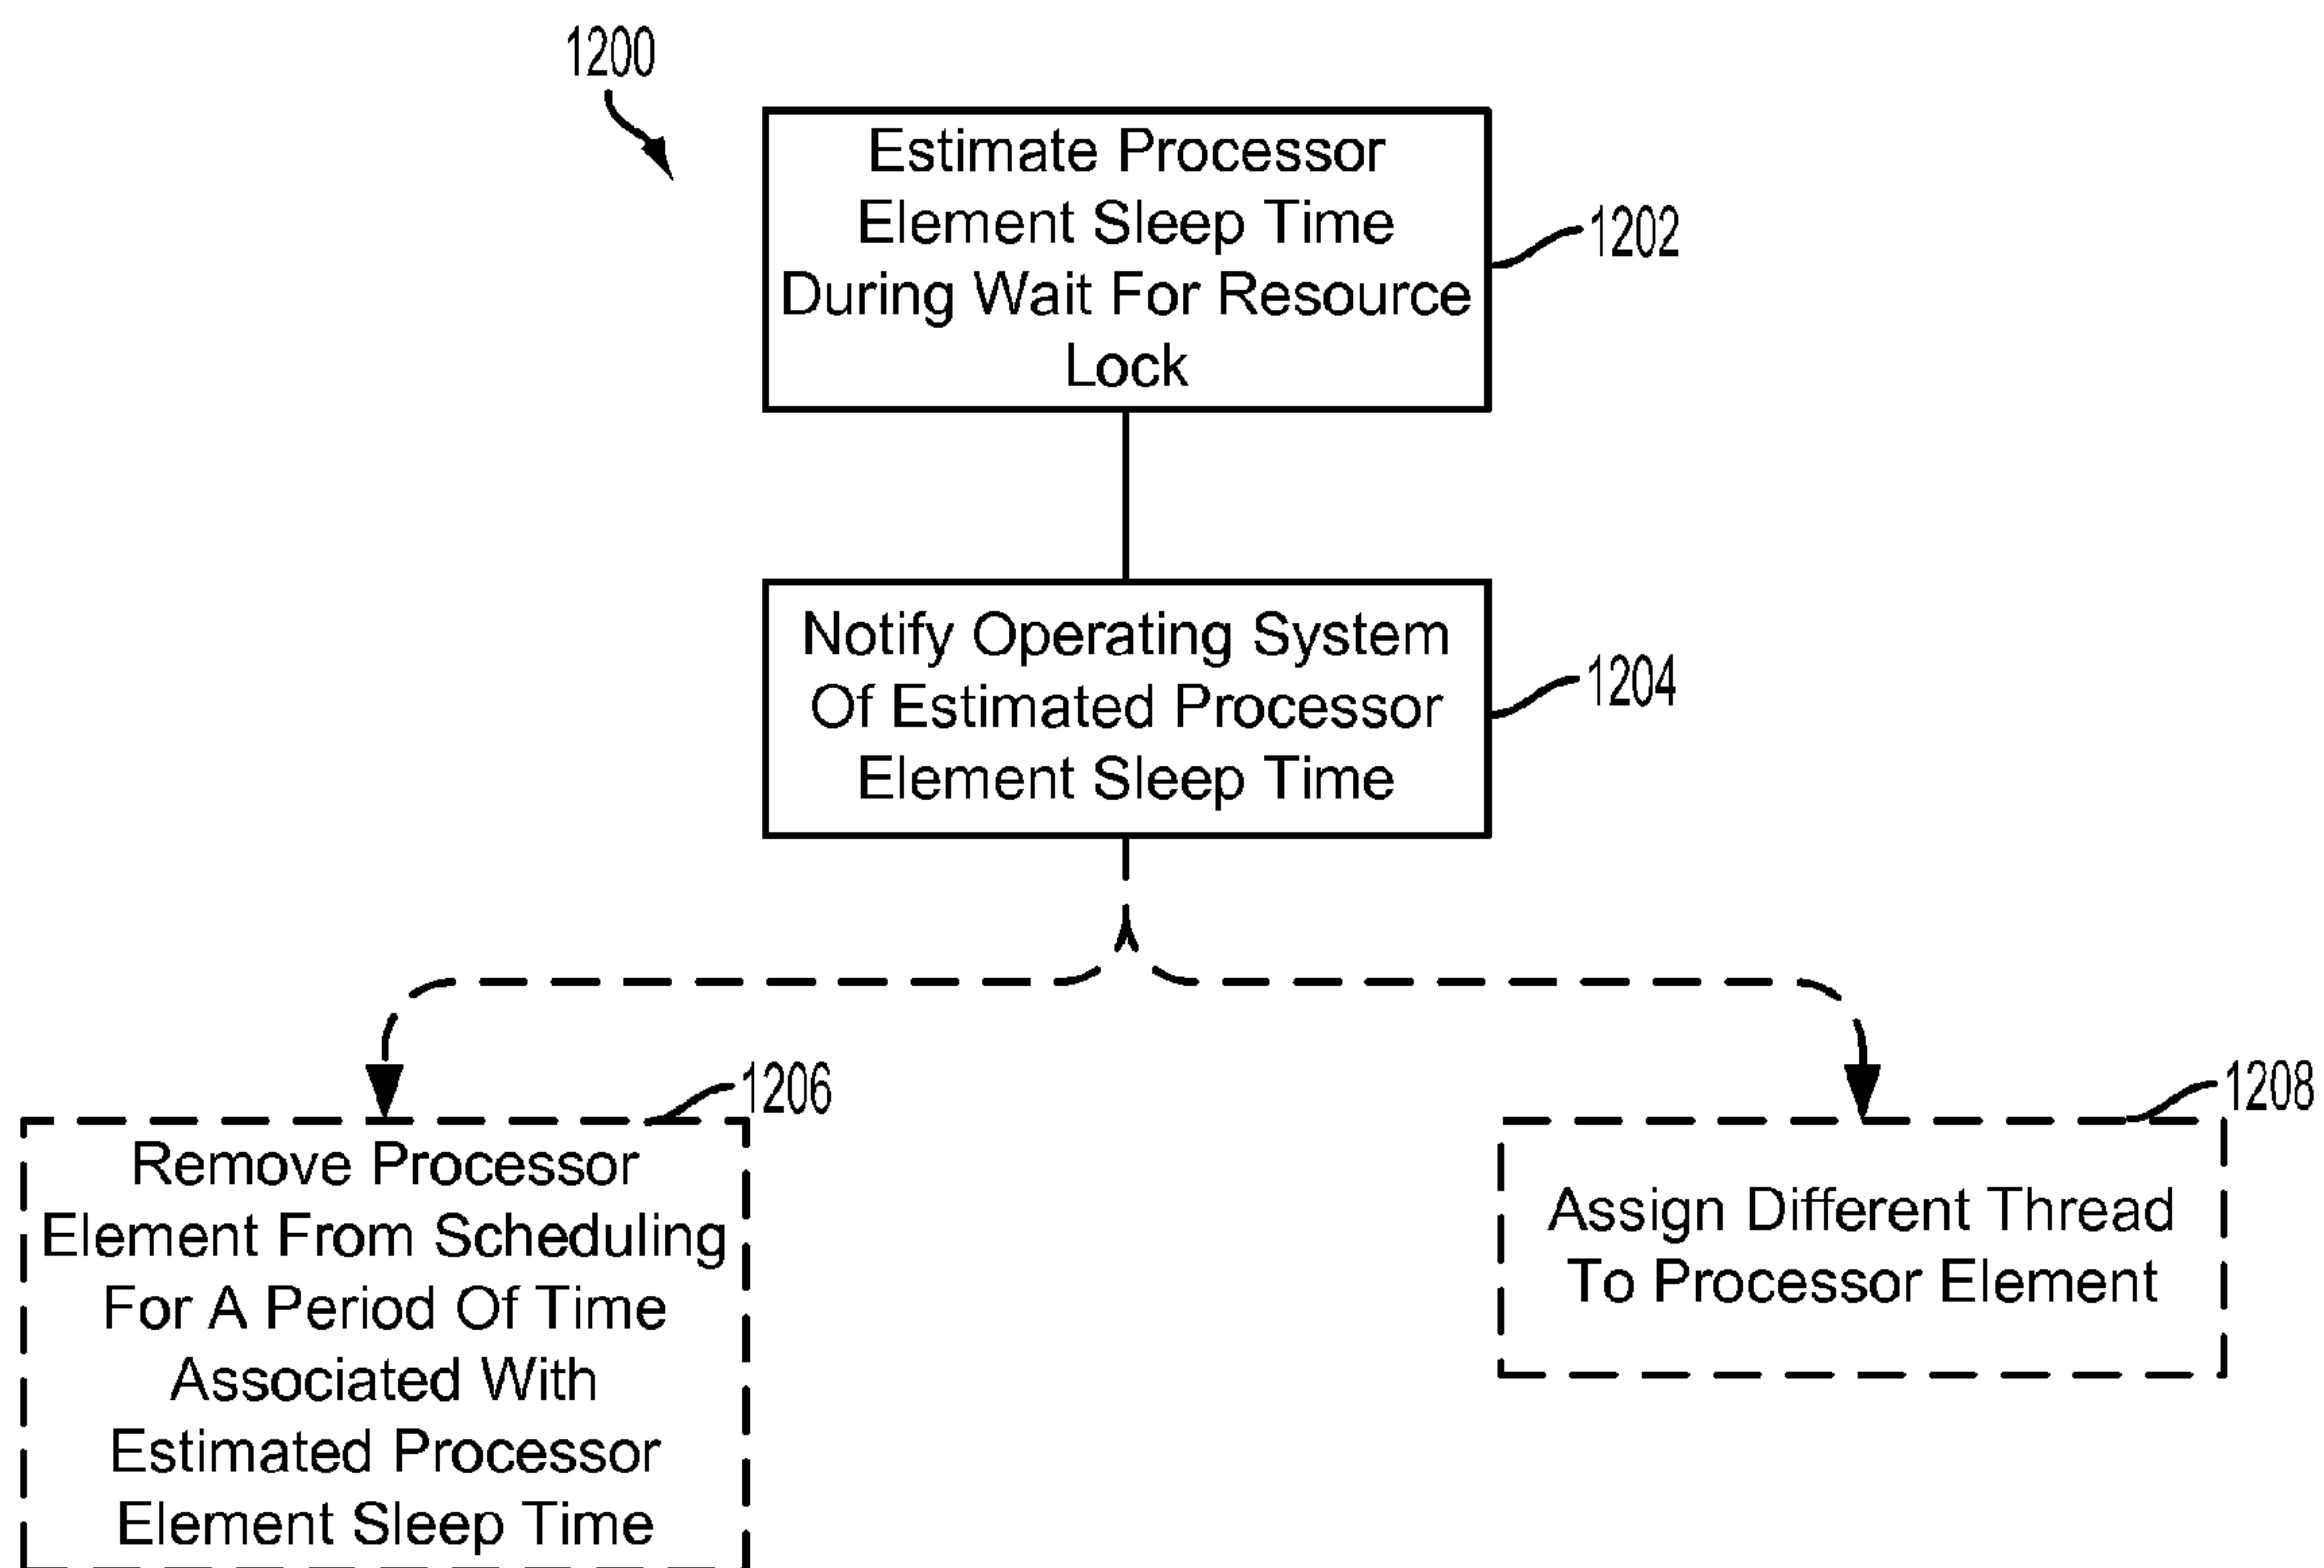 1200
Estimate Processor
Element Sleep Time
During Wait For Resource
Lock
1202
Notify Operating System
Of Estimated Processor
Element Sleep Time
1204
1206
Remove Processor
Element From Scheduling
For A Period Of Time
Associated With
Estimated Processor
Element Sleep Time
1208
Assign Different Thread
To Processor Element